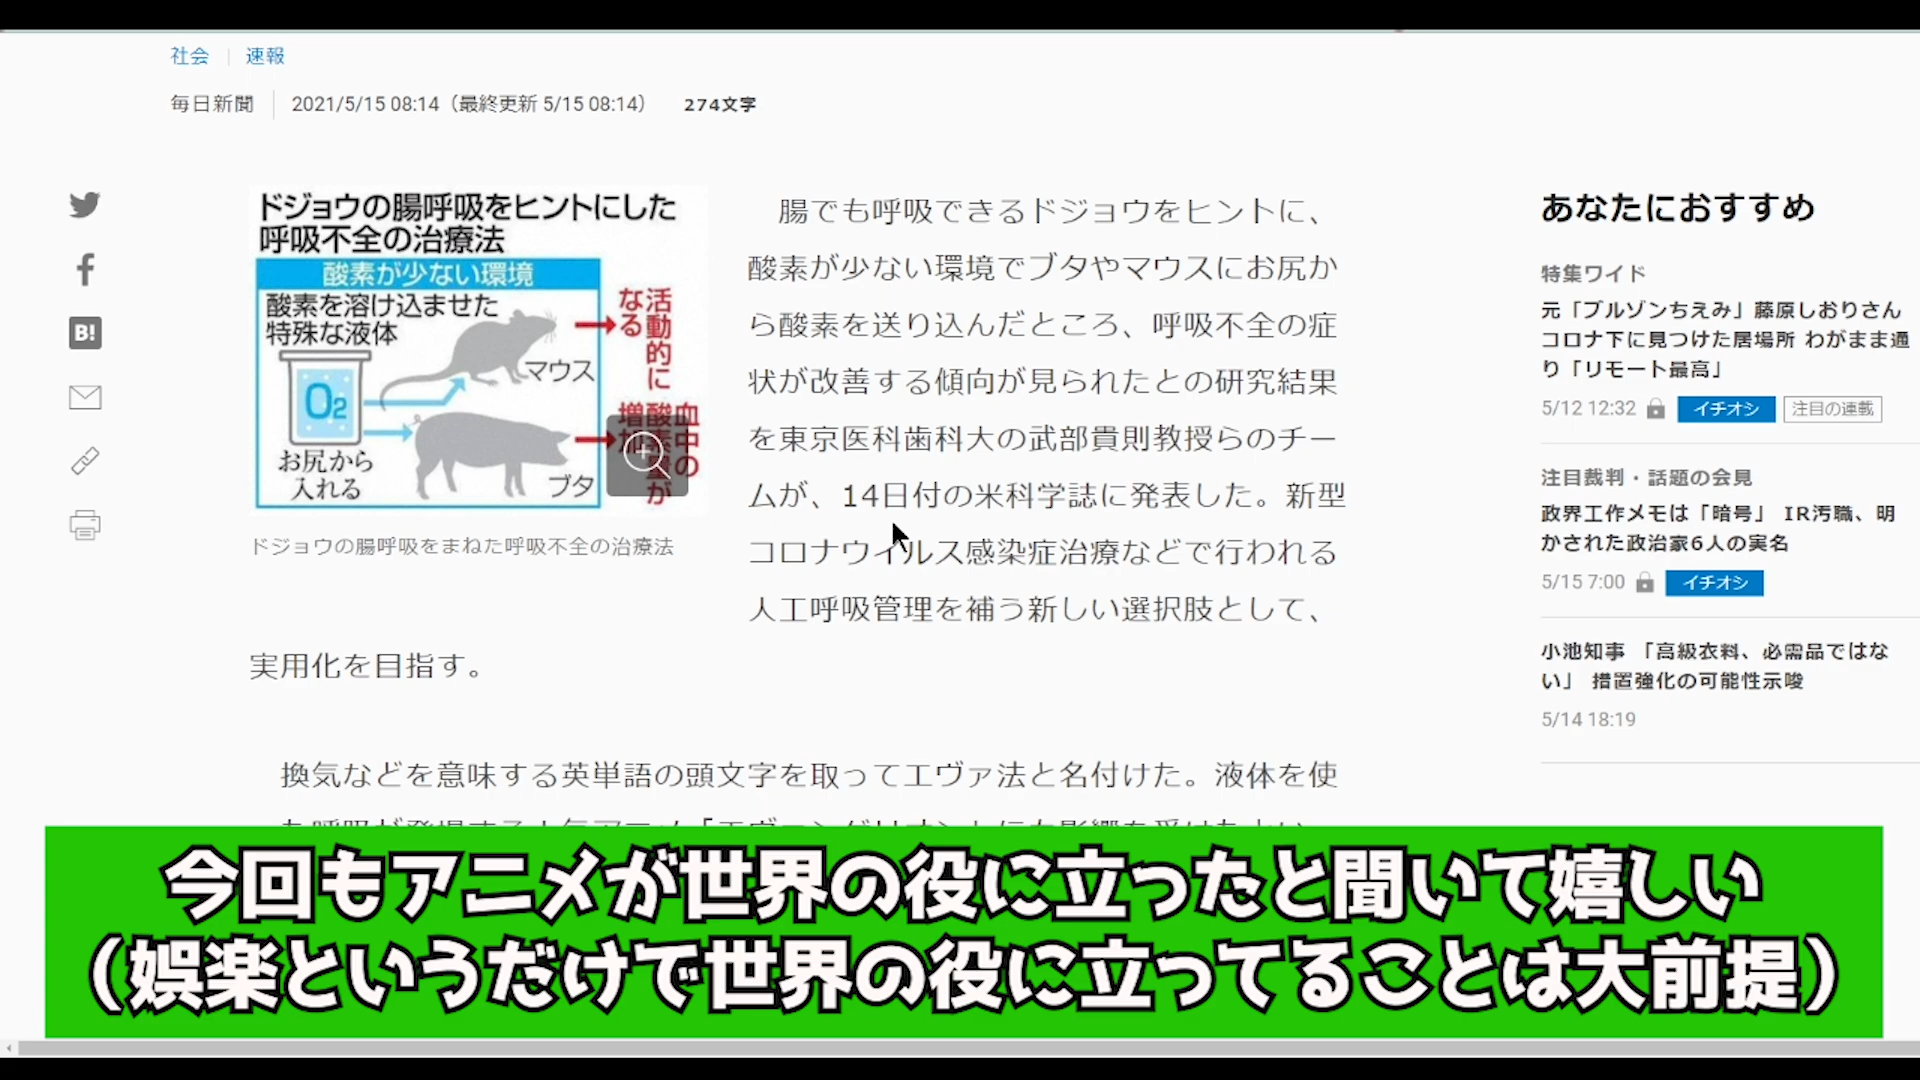 社会 速報
毎日新聞 2021/5/15 08:14（最終更新 5/15 08:14） 274文字
ドジョウの腸呼吸をヒントにした
呼吸不全の治療法
酸素が少ない環境
酸素を溶け込ませた
特殊な液体
O2
お尻から
入れる
マウス
ブタ
活動的に
なる
血中の
酸素量が
増加
ドジョウの腸呼吸をまねた呼吸不全の治療法
腸でも呼吸できるドジョウをヒントに、
酸素が少ない環境でブタやマウスにお尻か
ら酸素を送り込んだところ、呼吸不全の症
状が改善する傾向が見られたとの研究結果
を東京医科歯科大の武部貴則教授らのチー
ムが、14日付の米科学誌に発表した。新型
コロナウイルス感染症治療などで行われる
人工呼吸管理を補う新しい選択肢として、
実用化を目指す。
換気などを意味する英単語の頭文字を取ってエヴァ法と名付けた。液体を使
B!
あなたにおすすめ
特集ワイド
元「ブルゾンちえみ」藤原しおりさん
コロナ下に見つけた居場所 わがまま通
り「リモート最高」
5/12 12:32 イチオシ 注目の連載
注目裁判・話題の会見
政界工作メモは「暗号」 IR汚職、明
かされた政治家6人の実名
5/15 7:00 イチオシ
小池知事 「高級衣料、必需品ではな
い」 措置強化の可能性示唆
5/14 18:19
今回もアニメが世界の役に立ったと聞いて嬉しい
（娯楽というだけで世界の役に立ってることは大前提）